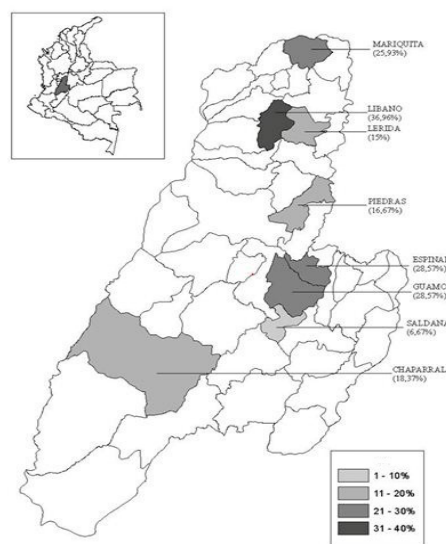 MARIQUITA
(25,93%)
LIBANO
(36,96%)
LERIDA
(15%)
PIEDRAS
(16,67%)
ESPINAL
(28,57%)
GUAMO
(28,57%)
SALDANA
(6,67%)
CHAPARRAL
(18,37%)
1 - 10%
11 - 20%
21 - 30%
31 - 40%